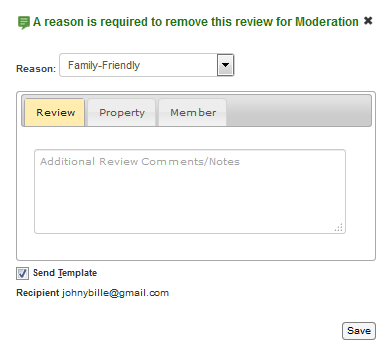 A reason is required to remove this review for Moderation
Reason: Family-Friendly
Review Property Member
Additional Review Comments/Notes
Send Template
Recipient johnybille@gmail.com
Save